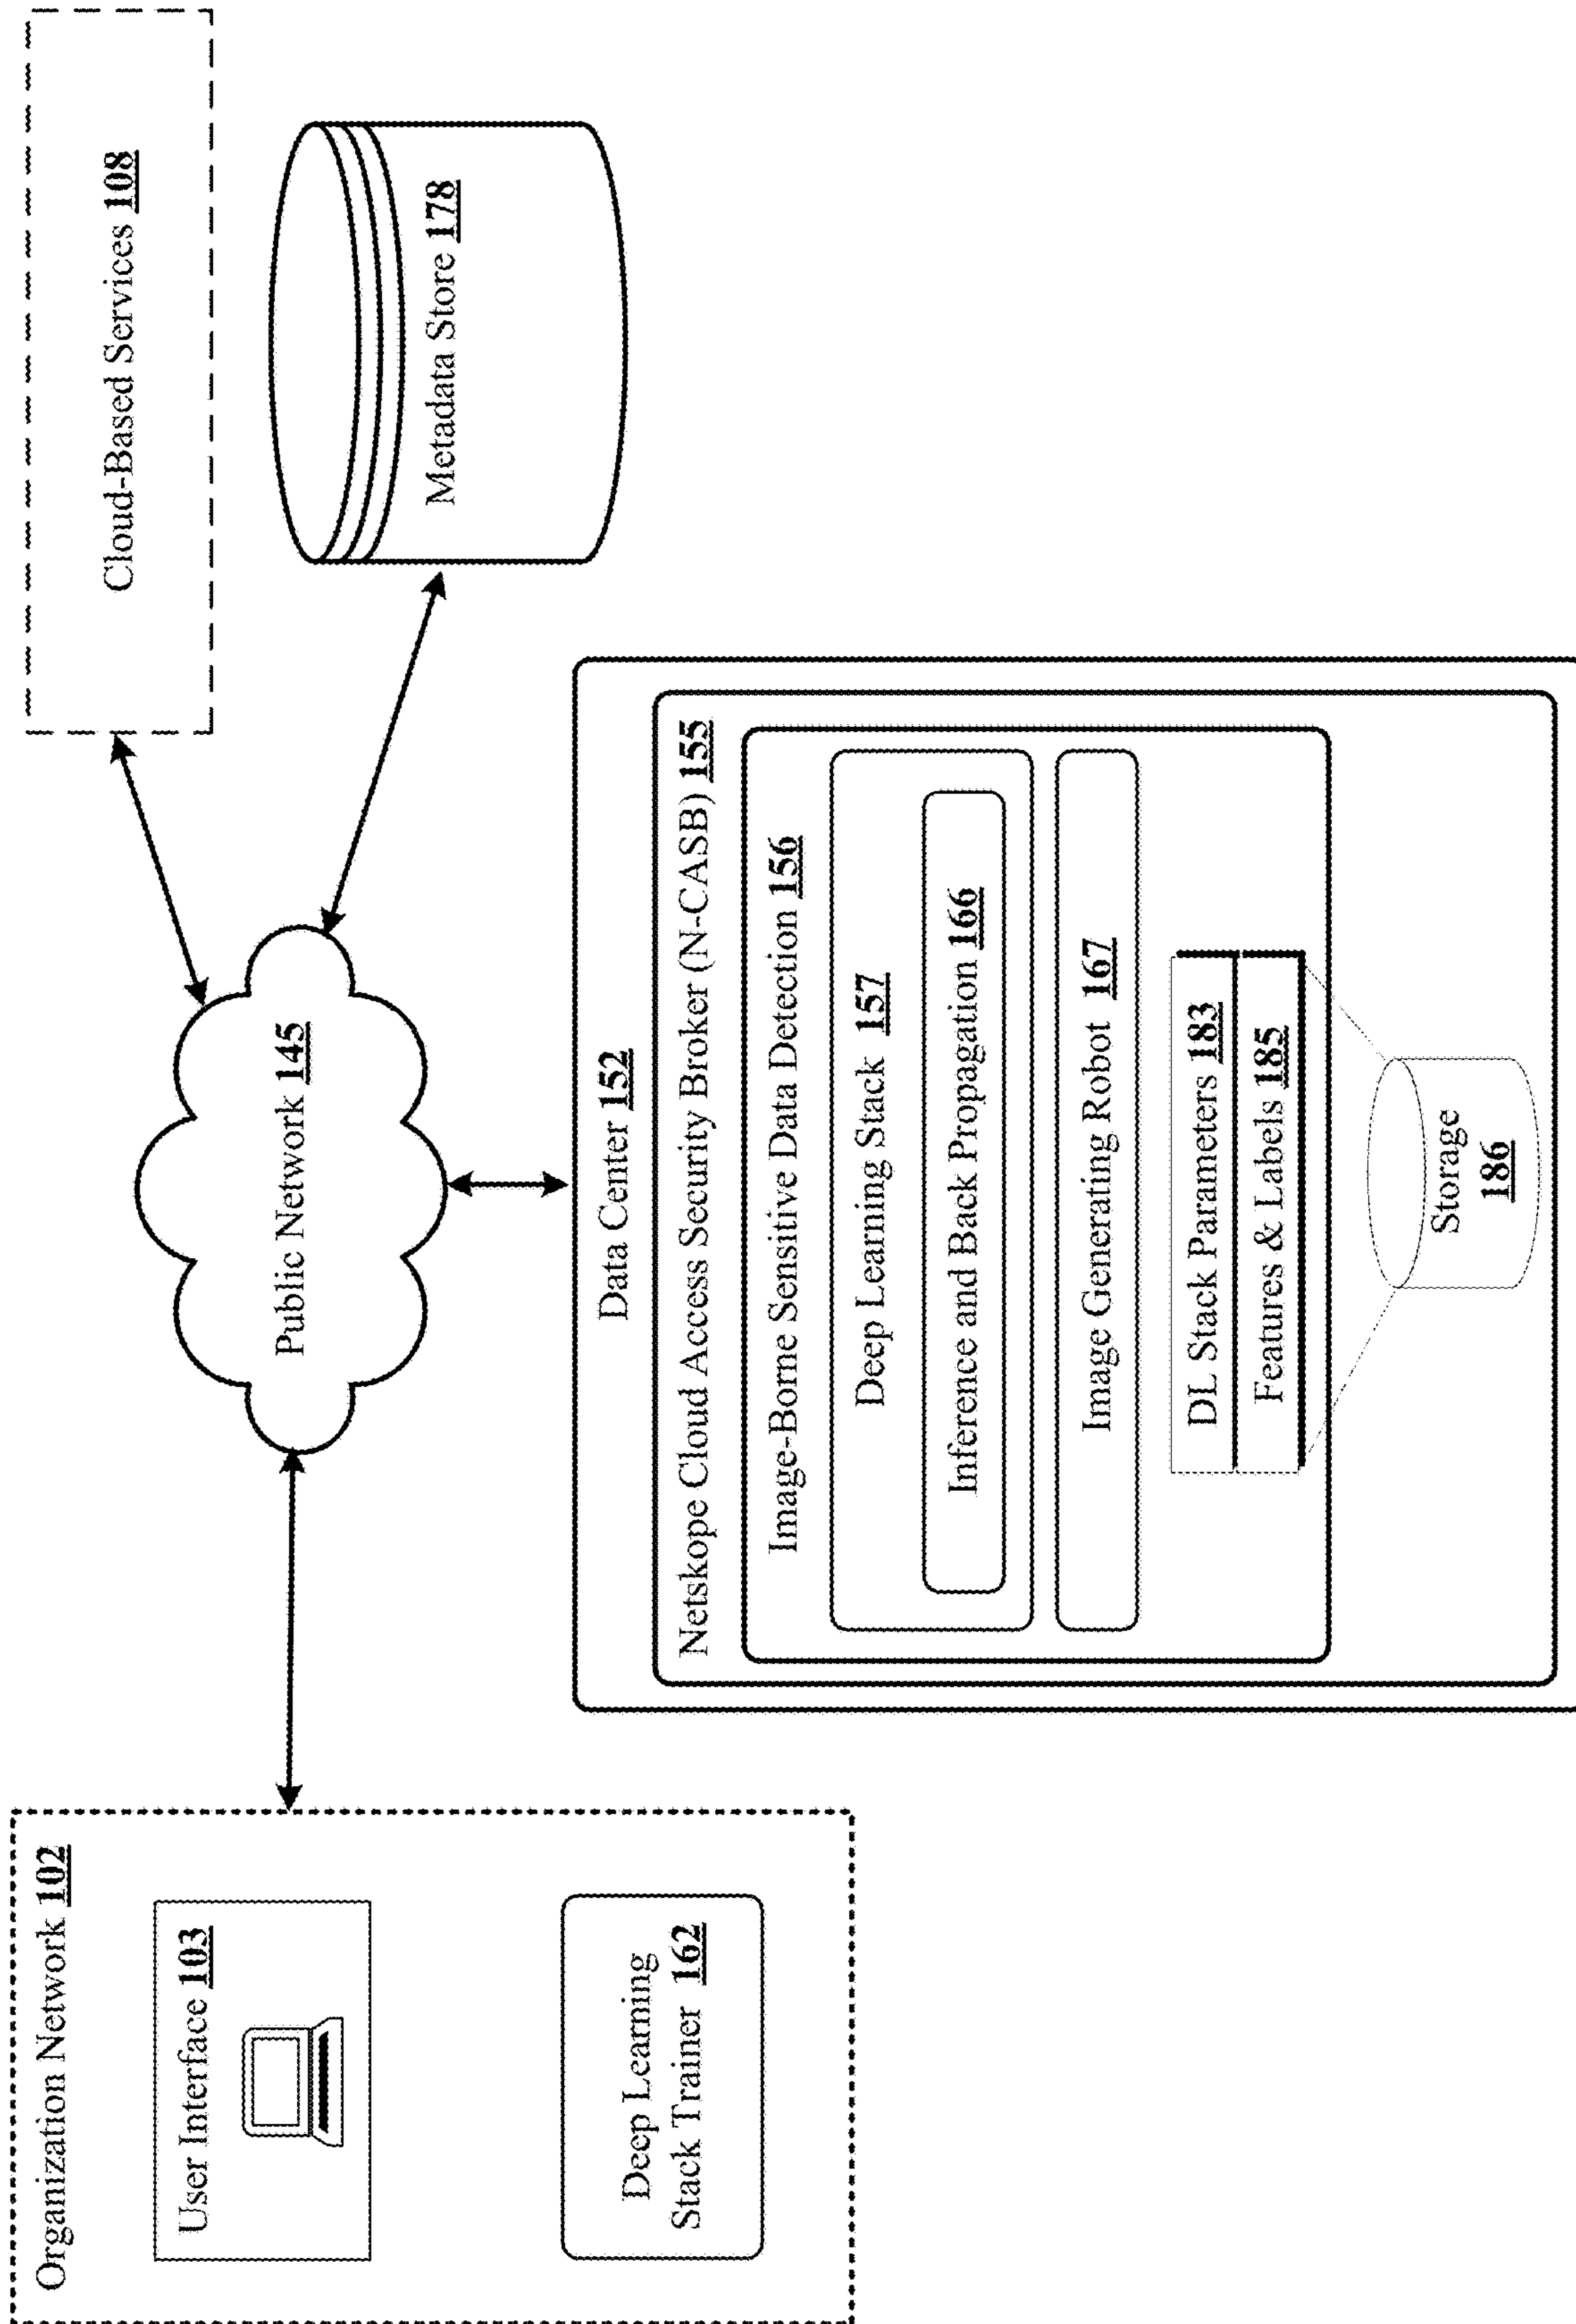 Organization Network 102
User Interface 103
Deep Learning
Stack Trainer 162
Public Network 145
Cloud-Based Services 108
Metadata Store 178
Data Center 152
Netskope Cloud Access Security Broker (N-CASB) 155
Image-Borne Sensitive Data Detection 156
Deep Learning Stack 157
Inference and Back Propagation 166
Image Generating Robot 167
DL Stack Parameters 183
Features & Labels 185
Storage
186